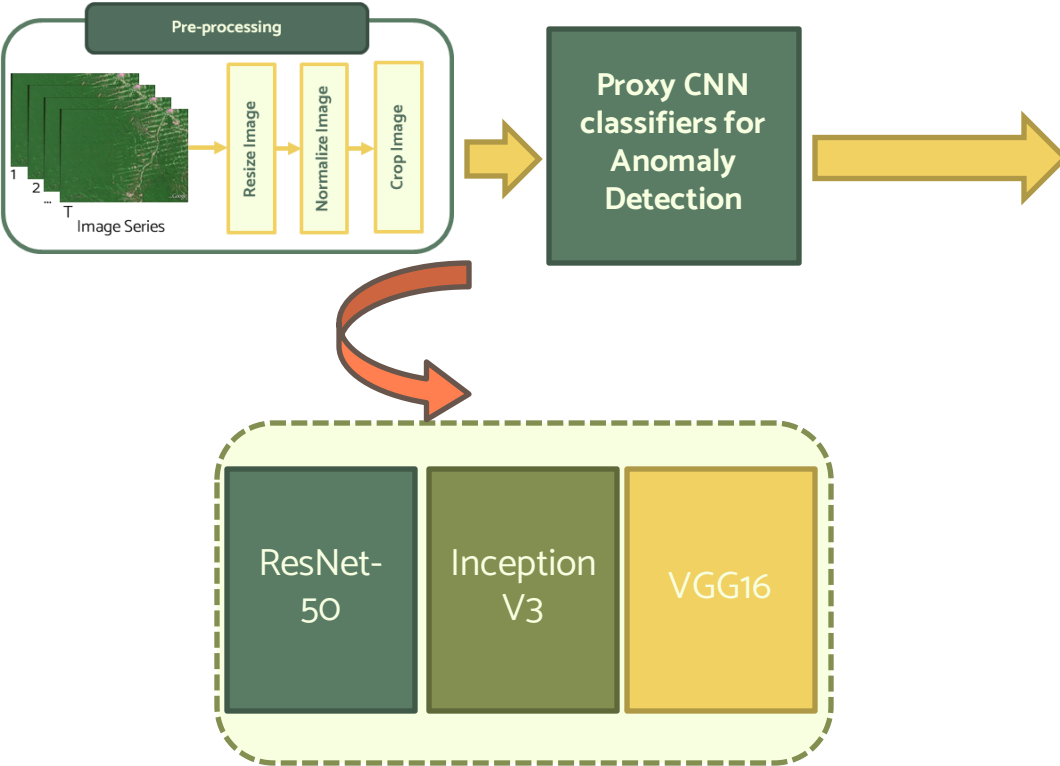 Pre-processing
Resize Image
Normalize Image
Crop Image
1
2
...
T
Image Series
Google
Proxy CNN
classifiers for
Anomaly
Detection
ResNet-
50
Inception
V3
VGG16